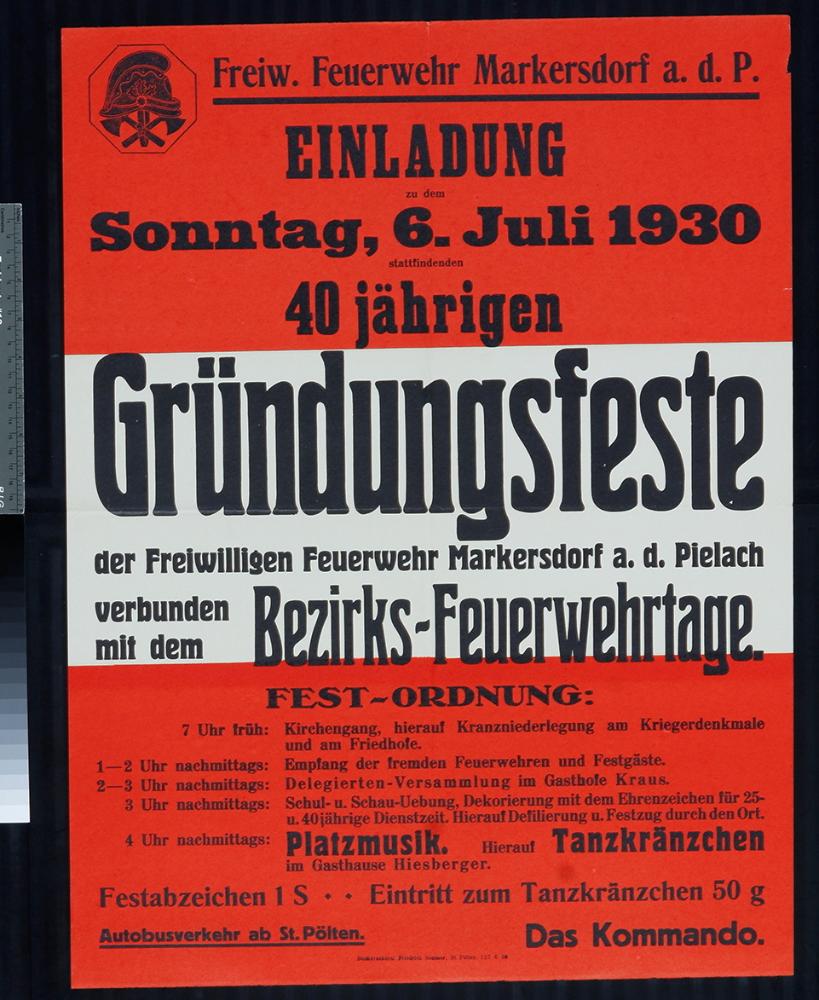 Freiw. Feuerwehr Markersdorf a. d. P.
EINLADUNG
zu dem
Sonntag, 6. Juli 1930
stattfindenden
40 jährigen
Gründungsfeste
der Freiwilligen Feuerwehr Markersdorf a. d. Pielach
verbunden mit dem Bezirks-Feuerwehrtage.
FEST-ORDNUNG:
7 Uhr früh: Kirchengang, hierauf Kranzniederlegung am Kriegerdenkmale
und am Friedhofe.
1—2 Uhr nachmittags: Empfang der fremden Feuerwehren und Festgäste.
2—3 Uhr nachmittags: Delegierten-Versammlung im Gasthofe Kraus.
3 Uhr nachmittags: Schul- u. Schau-Uebung, Dekorierung mit dem Ehrenzeichen für 25-
u. 40jährige Dienstzeit. Hierauf Defilierung u. Festzug durch den Ort.
4 Uhr nachmittags: Platzmusik. Hierauf Tanzkränzchen
im Gasthause Hiesberger.
Festabzeichen 1 S • • Eintritt zum Tanzkränzchen 50 g
Autobusverkehr ab St. Pölten. Das Kommando.
Friedrich St. Pölten.